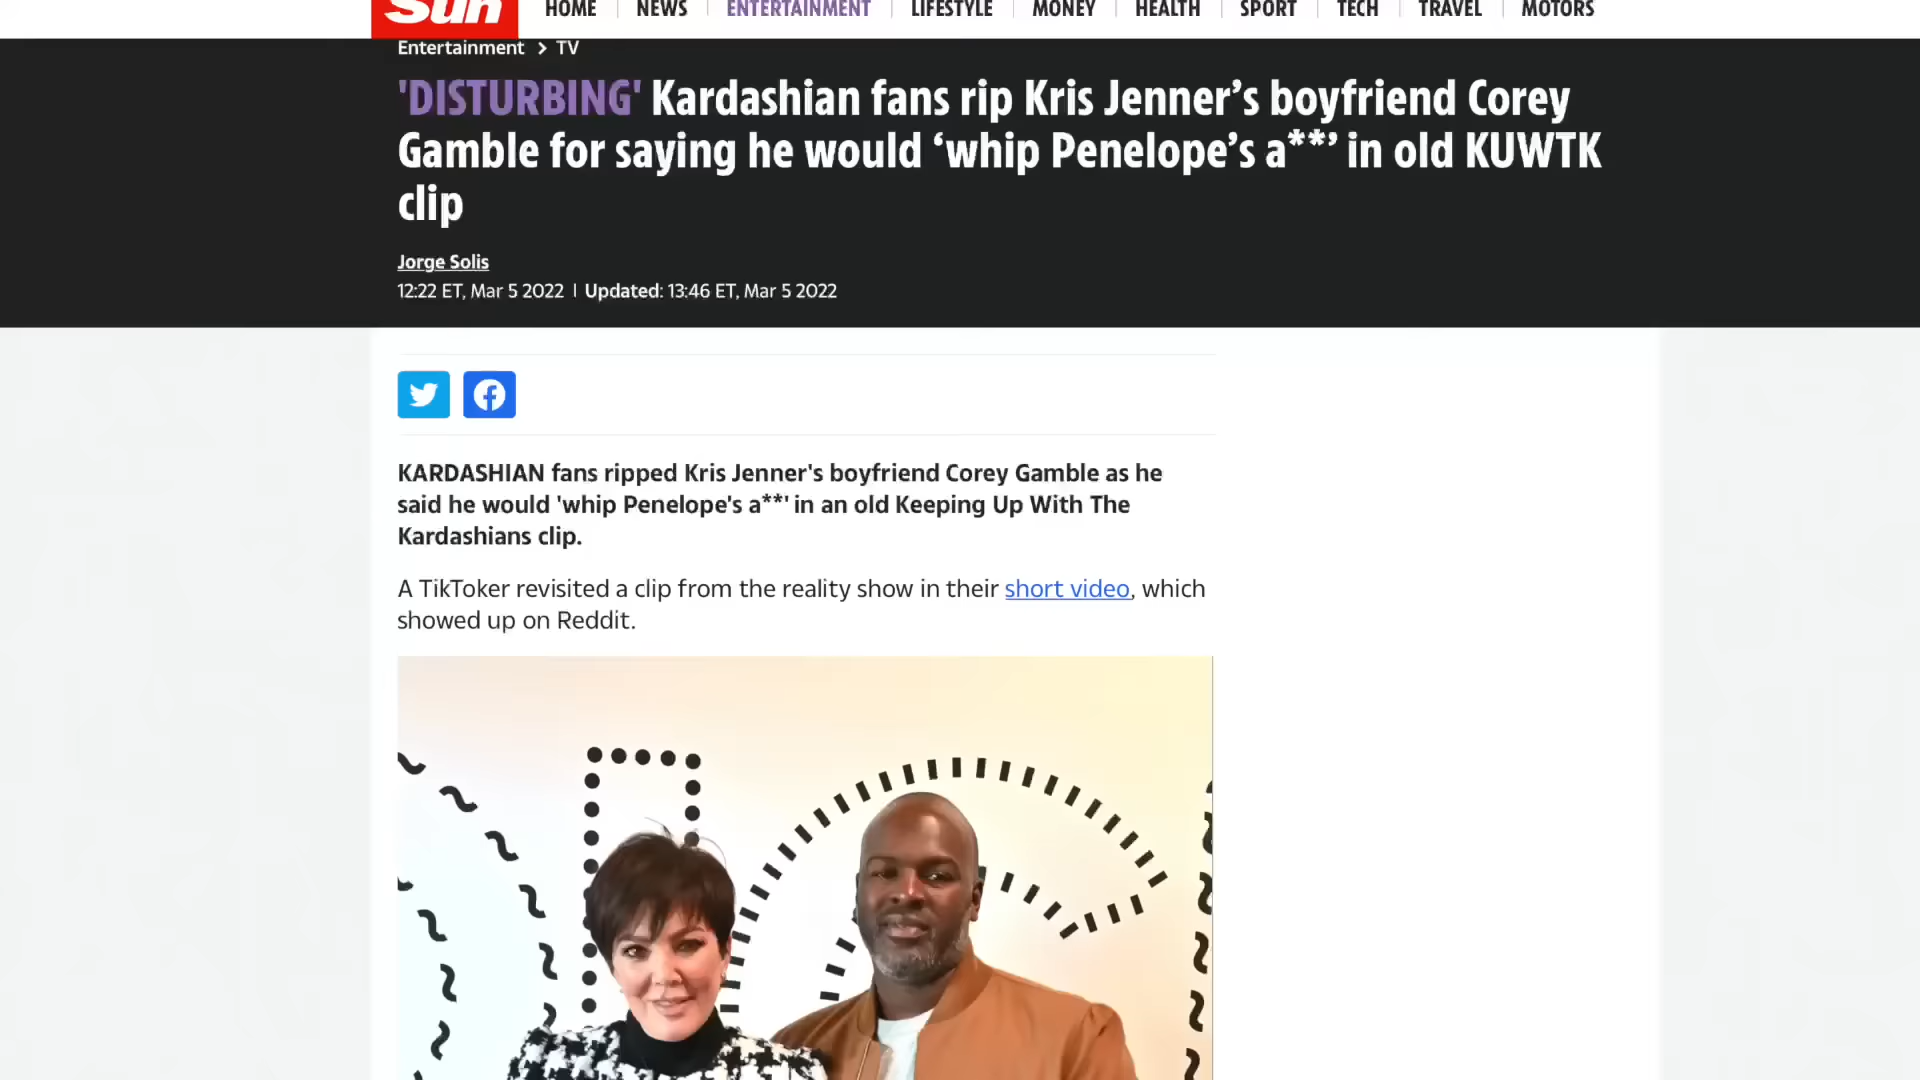 Sun
HOME NEWS ENTERTAINMENT LIFESTYLE MONEY HEALTH SPORT TECH TRAVEL MOTORS
Entertainment > TV
'DISTURBING' Kardashian fans rip Kris Jenner’s boyfriend Corey
Gamble for saying he would ‘whip Penelope’s a**’ in old KUWTK
clip
Jorge Solis
12:22 ET, Mar 5 2022 | Updated: 13:46 ET, Mar 5 2022
KARDASHIAN fans ripped Kris Jenner's boyfriend Corey Gamble as he
said he would 'whip Penelope's a**' in an old Keeping Up With The
Kardashians clip.
A TikToker revisited a clip from the reality show in their short video, which
showed up on Reddit.